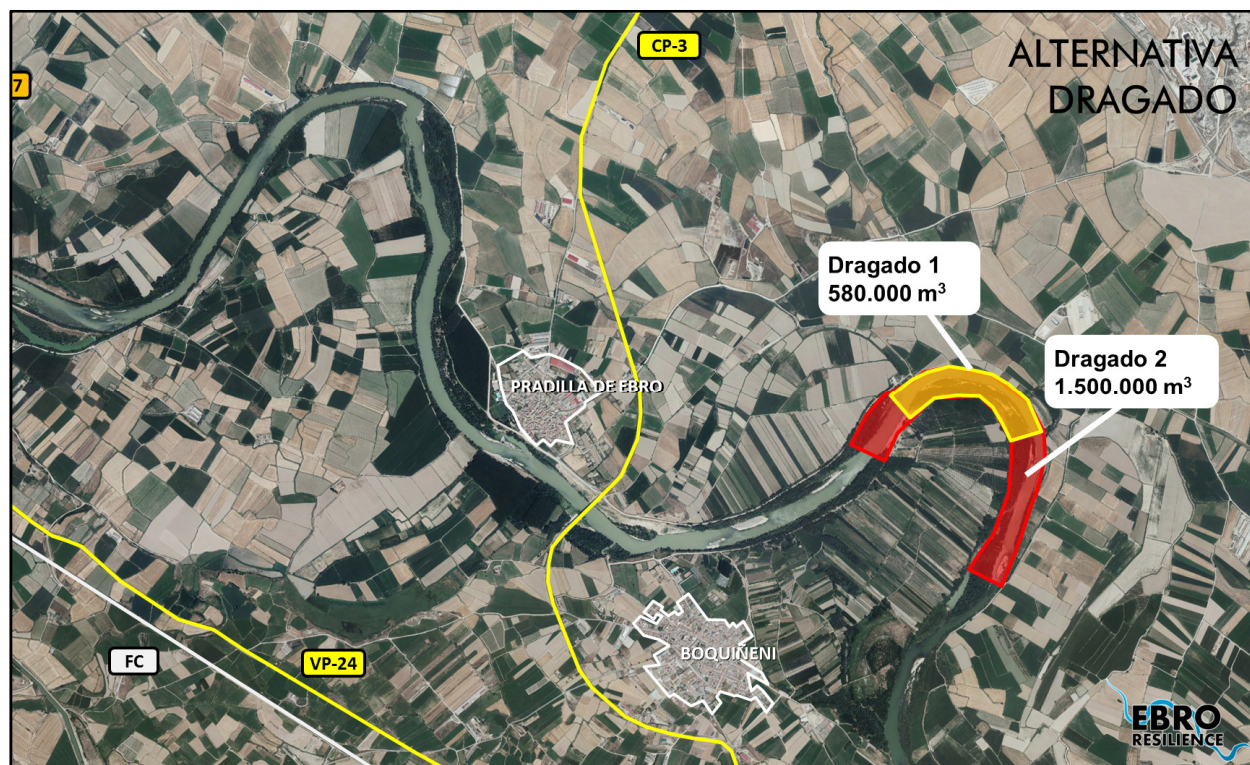 ALTERNATIVA
DRAGADO
CP-3
7
Dragado 1
580.000 m³
Dragado 2
1.500.000 m³
PRADILLA DE EBRO
BOQUIÑENI
FC
VP-24
EBRO
RESILIENCE